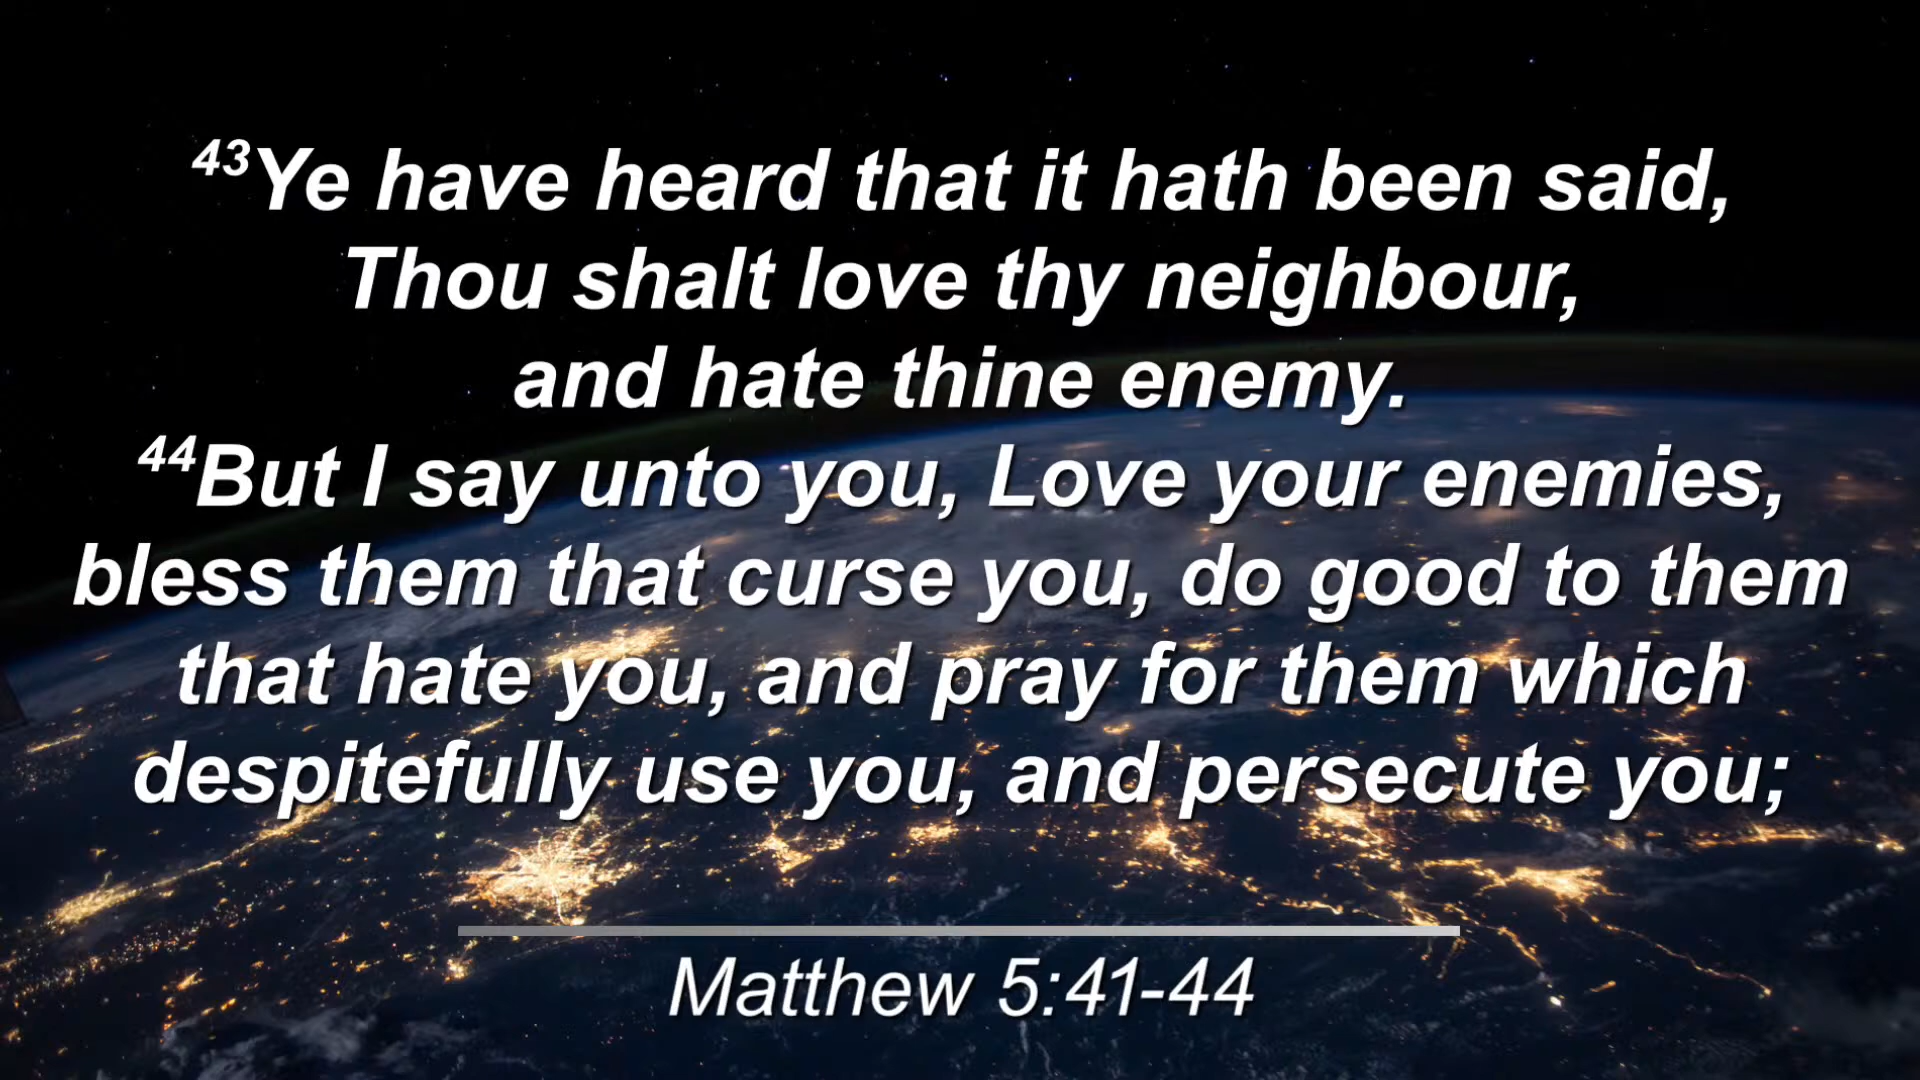 43Ye have heard that it hath been said,
Thou shalt love thy neighbour,
and hate thine enemy.
44But I say unto you, Love your enemies,
bless them that curse you, do good to them
that hate you, and pray for them which
despitefully use you, and persecute you;
Matthew 5:41-44